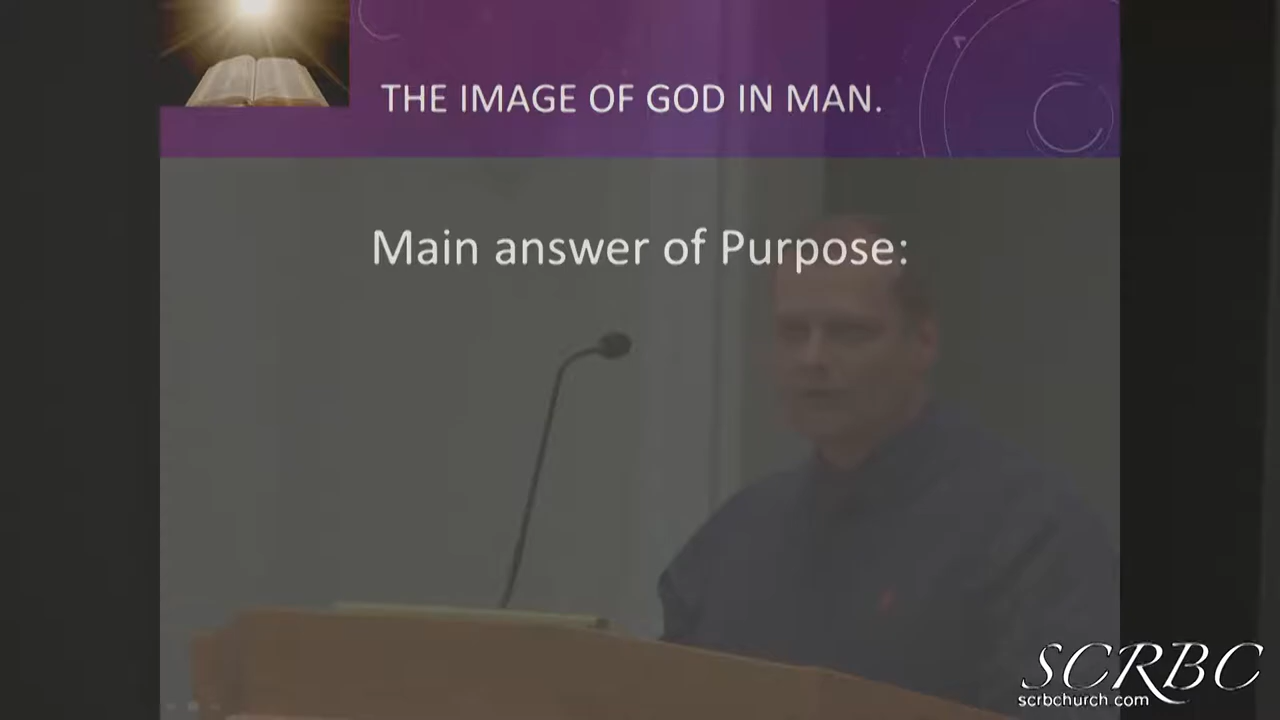 THE IMAGE OF GOD IN MAN.
Main answer of Purpose:
SCRBC
scrbchurch.com